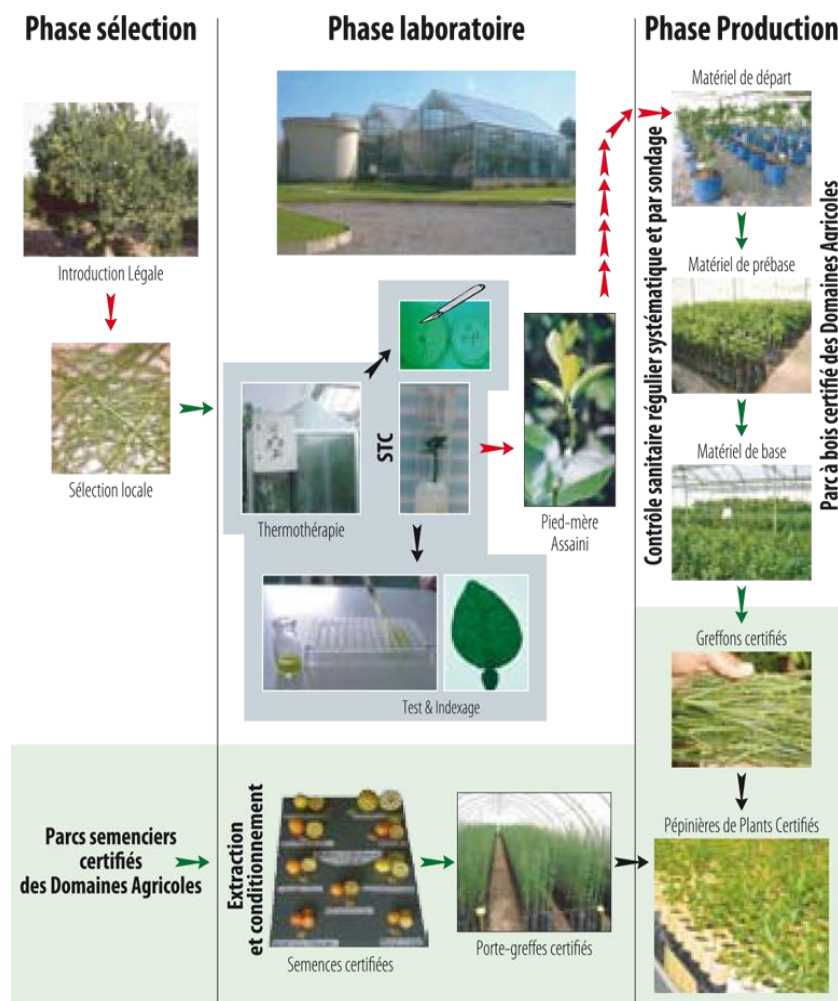 Phase sélection
Phase laboratoire
Phase Production
Matériel de départ
Introduction Légale
Matériel de prébase
Contrôle sanitaire régulier systématique et par sondage
Parc à bois certifié des Domaines Agricoles
Sélection locale
Thermothérapie
STC
Pied-mère
Assaini
Matériel de base
Test & Indexage
Greffons certifiés
Parcs semenciers
certifiés
des Domaines Agricoles
Extraction
et conditionnement
Semences certifiées
Porte-greffes certifiés
Pépinières de Plants Certifiés